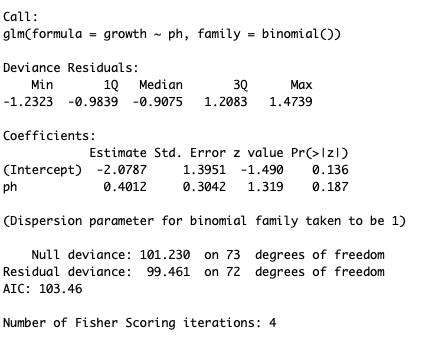 Call:
glm(formula = growth ~ ph, family = binomial())
Deviance Residuals:
Min 1Q Median 3Q Max
-1.2323 -0.9839 -0.9075 1.2083 1.4739
Coefficients:
Estimate Std. Error z value Pr(>|z|)
(Intercept) -2.0787 1.3951 -1.490 0.136
ph 0.4012 0.3042 1.319 0.187
(Dispersion parameter for binomial family taken to be 1)
Null deviance: 101.230 on 73 degrees of freedom
Residual deviance: 99.461 on 72 degrees of freedom
AIC: 103.46
Number of Fisher Scoring iterations: 4